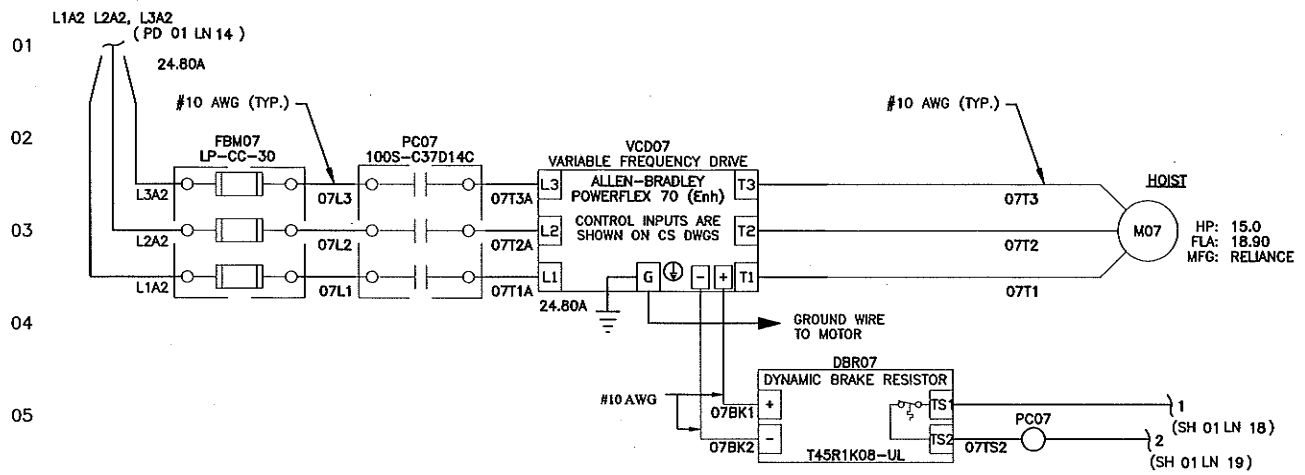 L1A2 L2A2, L3A2
01
(PD 01 LN 14)
24.80A
#10 AWG (TYP.)
#10 AWG (TYP.)
02
FBM07
LP-CC-30
PC07
100S-C37D14C
VCD07
VARIABLE FREQUENCY DRIVE
L3A2
07L3
07T3A
L3
ALLEN-BRADLEY
POWERFLEX 70 (Enh)
T3
07T3
HOIST
03
L2A2
07L2
07T2A
L2
CONTROL INPUTS ARE
SHOWN ON CS DWGS
T2
07T2
M07
HP: 15.0
FLA: 18.90
MFG: RELIANCE
L1A2
07L1
07T1A
L1
G
-
+
T1
07T1
24.80A
04
GROUND WIRE
TO MOTOR
DBR07
DYNAMIC BRAKE RESISTOR
#10 AWG
07BK1
+
TS1
1
(SH 01 LN 18)
05
PC07
07BK2
-
TS2
07TS2
2
(SH 01 LN 19)
T45R1K08-UL